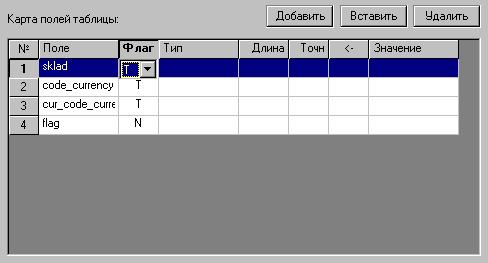 Карта полей таблицы: Добавить Вставить Удалить
№ Поле Флаг Тип Длина Точн <- Значение
1 sklad T
2 code_currency T
3 cur_code_curre T
4 flag N